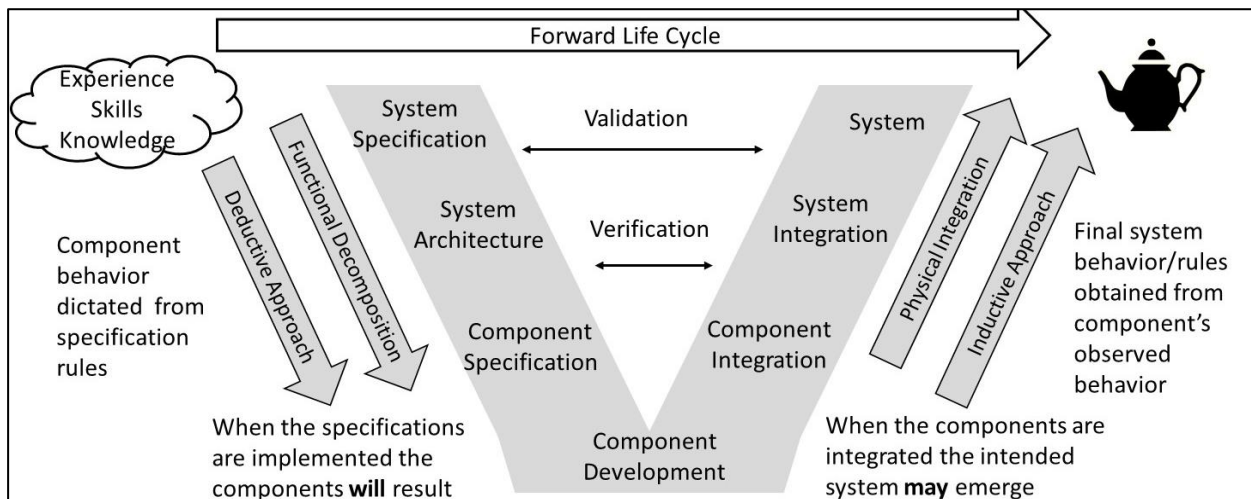 Forward Life Cycle
Experience
Skills
Knowledge
Deductive Approach
Functional Decomposition
Component
behavior
dictated from
specification
rules
When the specifications
are implemented the
components will result
System
Specification
System
Architecture
Component
Specification
Component
Development
Validation
Verification
System
System
Integration
Component
Integration
Physical Integration
Inductive Approach
Final system
behavior/rules
obtained from
component's
observed
behavior
When the components are
integrated the intended
system may emerge